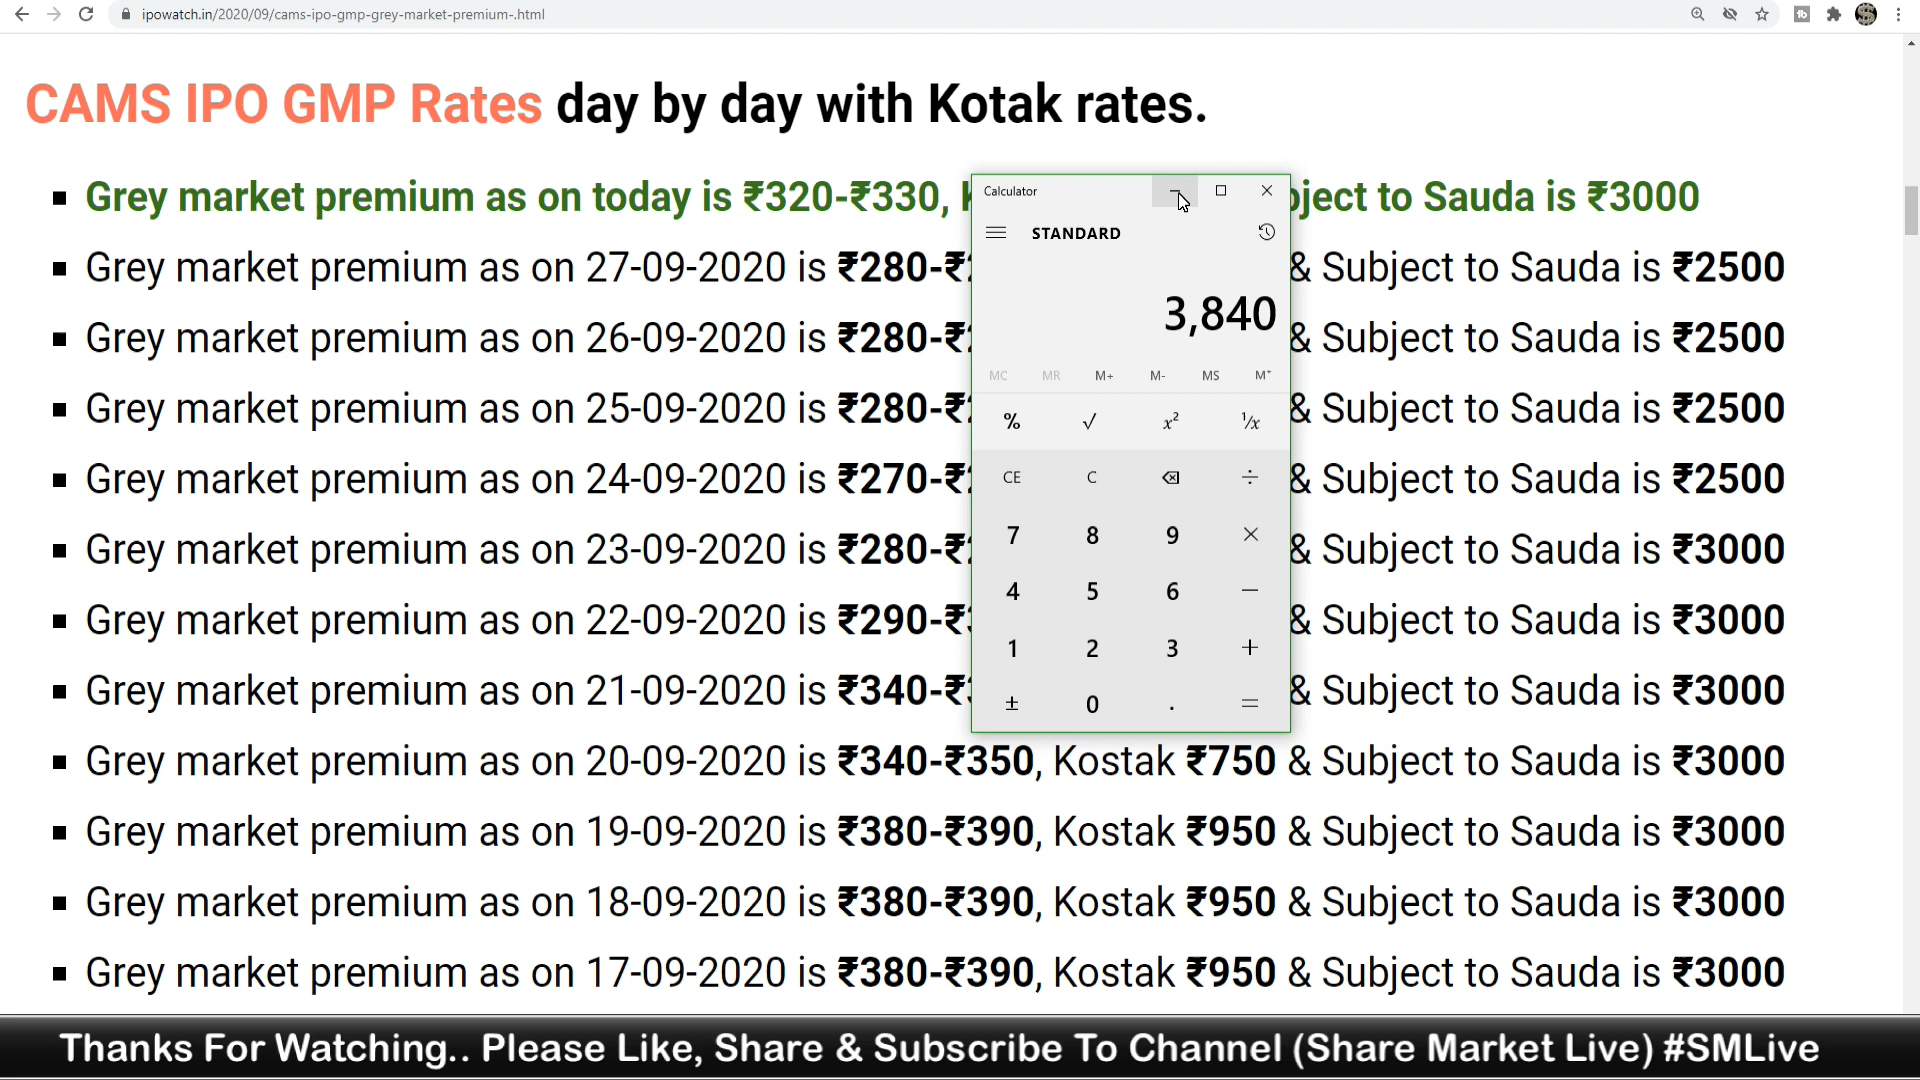 ipowatch.in/2020/09/cams-ipo-gmp-grey-market-premium-.html
CAMS IPO GMP Rates day by day with Kotak rates.
Grey market premium as on today is ₹320-₹330, to Sauda is ₹3000
Grey market premium as on 27-09-2020 is ₹280- & Subject to Sauda is ₹2500
Grey market premium as on 26-09-2020 is ₹280- & Subject to Sauda is ₹2500
Grey market premium as on 25-09-2020 is ₹280- & Subject to Sauda is ₹2500
Grey market premium as on 24-09-2020 is ₹270- & Subject to Sauda is ₹2500
Grey market premium as on 23-09-2020 is ₹280- & Subject to Sauda is ₹3000
Grey market premium as on 22-09-2020 is ₹290- & Subject to Sauda is ₹3000
Grey market premium as on 21-09-2020 is ₹340- & Subject to Sauda is ₹3000
Grey market premium as on 20-09-2020 is ₹340-₹350, Kostak ₹750 & Subject to Sauda is ₹3000
Grey market premium as on 19-09-2020 is ₹380-₹390, Kostak ₹950 & Subject to Sauda is ₹3000
Grey market premium as on 18-09-2020 is ₹380-₹390, Kostak ₹950 & Subject to Sauda is ₹3000
Grey market premium as on 17-09-2020 is ₹380-₹390, Kostak ₹950 & Subject to Sauda is ₹3000
Calculator
STANDARD
3,840
MC MR M+ M- MS M˅
% √ x² ¹/x
CE C ÷
7 8 9 ×
4 5 6 −
1 2 3 +
± 0 . =
Thanks For Watching.. Please Like, Share & Subscribe To Channel (Share Market Live) #SMLive